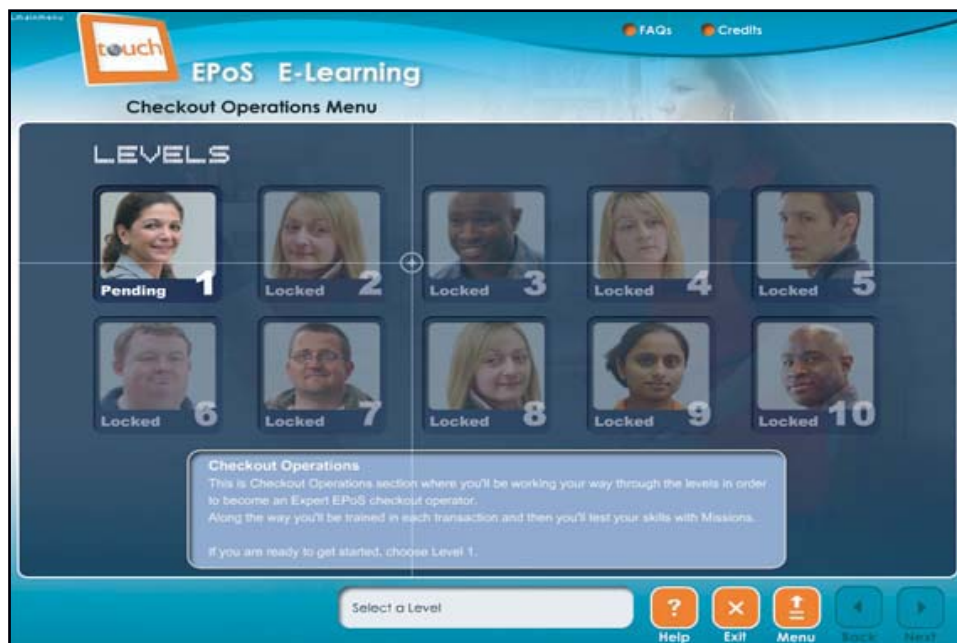 touch
FAQs
Credits
EPoS E-Learning
Checkout Operations Menu
LEVELS
Pending 1
Locked 2
Locked 3
Locked 4
Locked 5
Locked 6
Locked 7
Locked 8
Locked 9
Locked 10
Checkout Operations
This is Checkout Operations section where you'll be working your way through the levels in order
to become an Expert EPoS checkout operator.
Along the way you'll be trained in each transaction and then you'll test your skills with Missions.
If you are ready to get started, choose Level 1.
Select a Level
?
Help
Exit
Menu
Back
Next